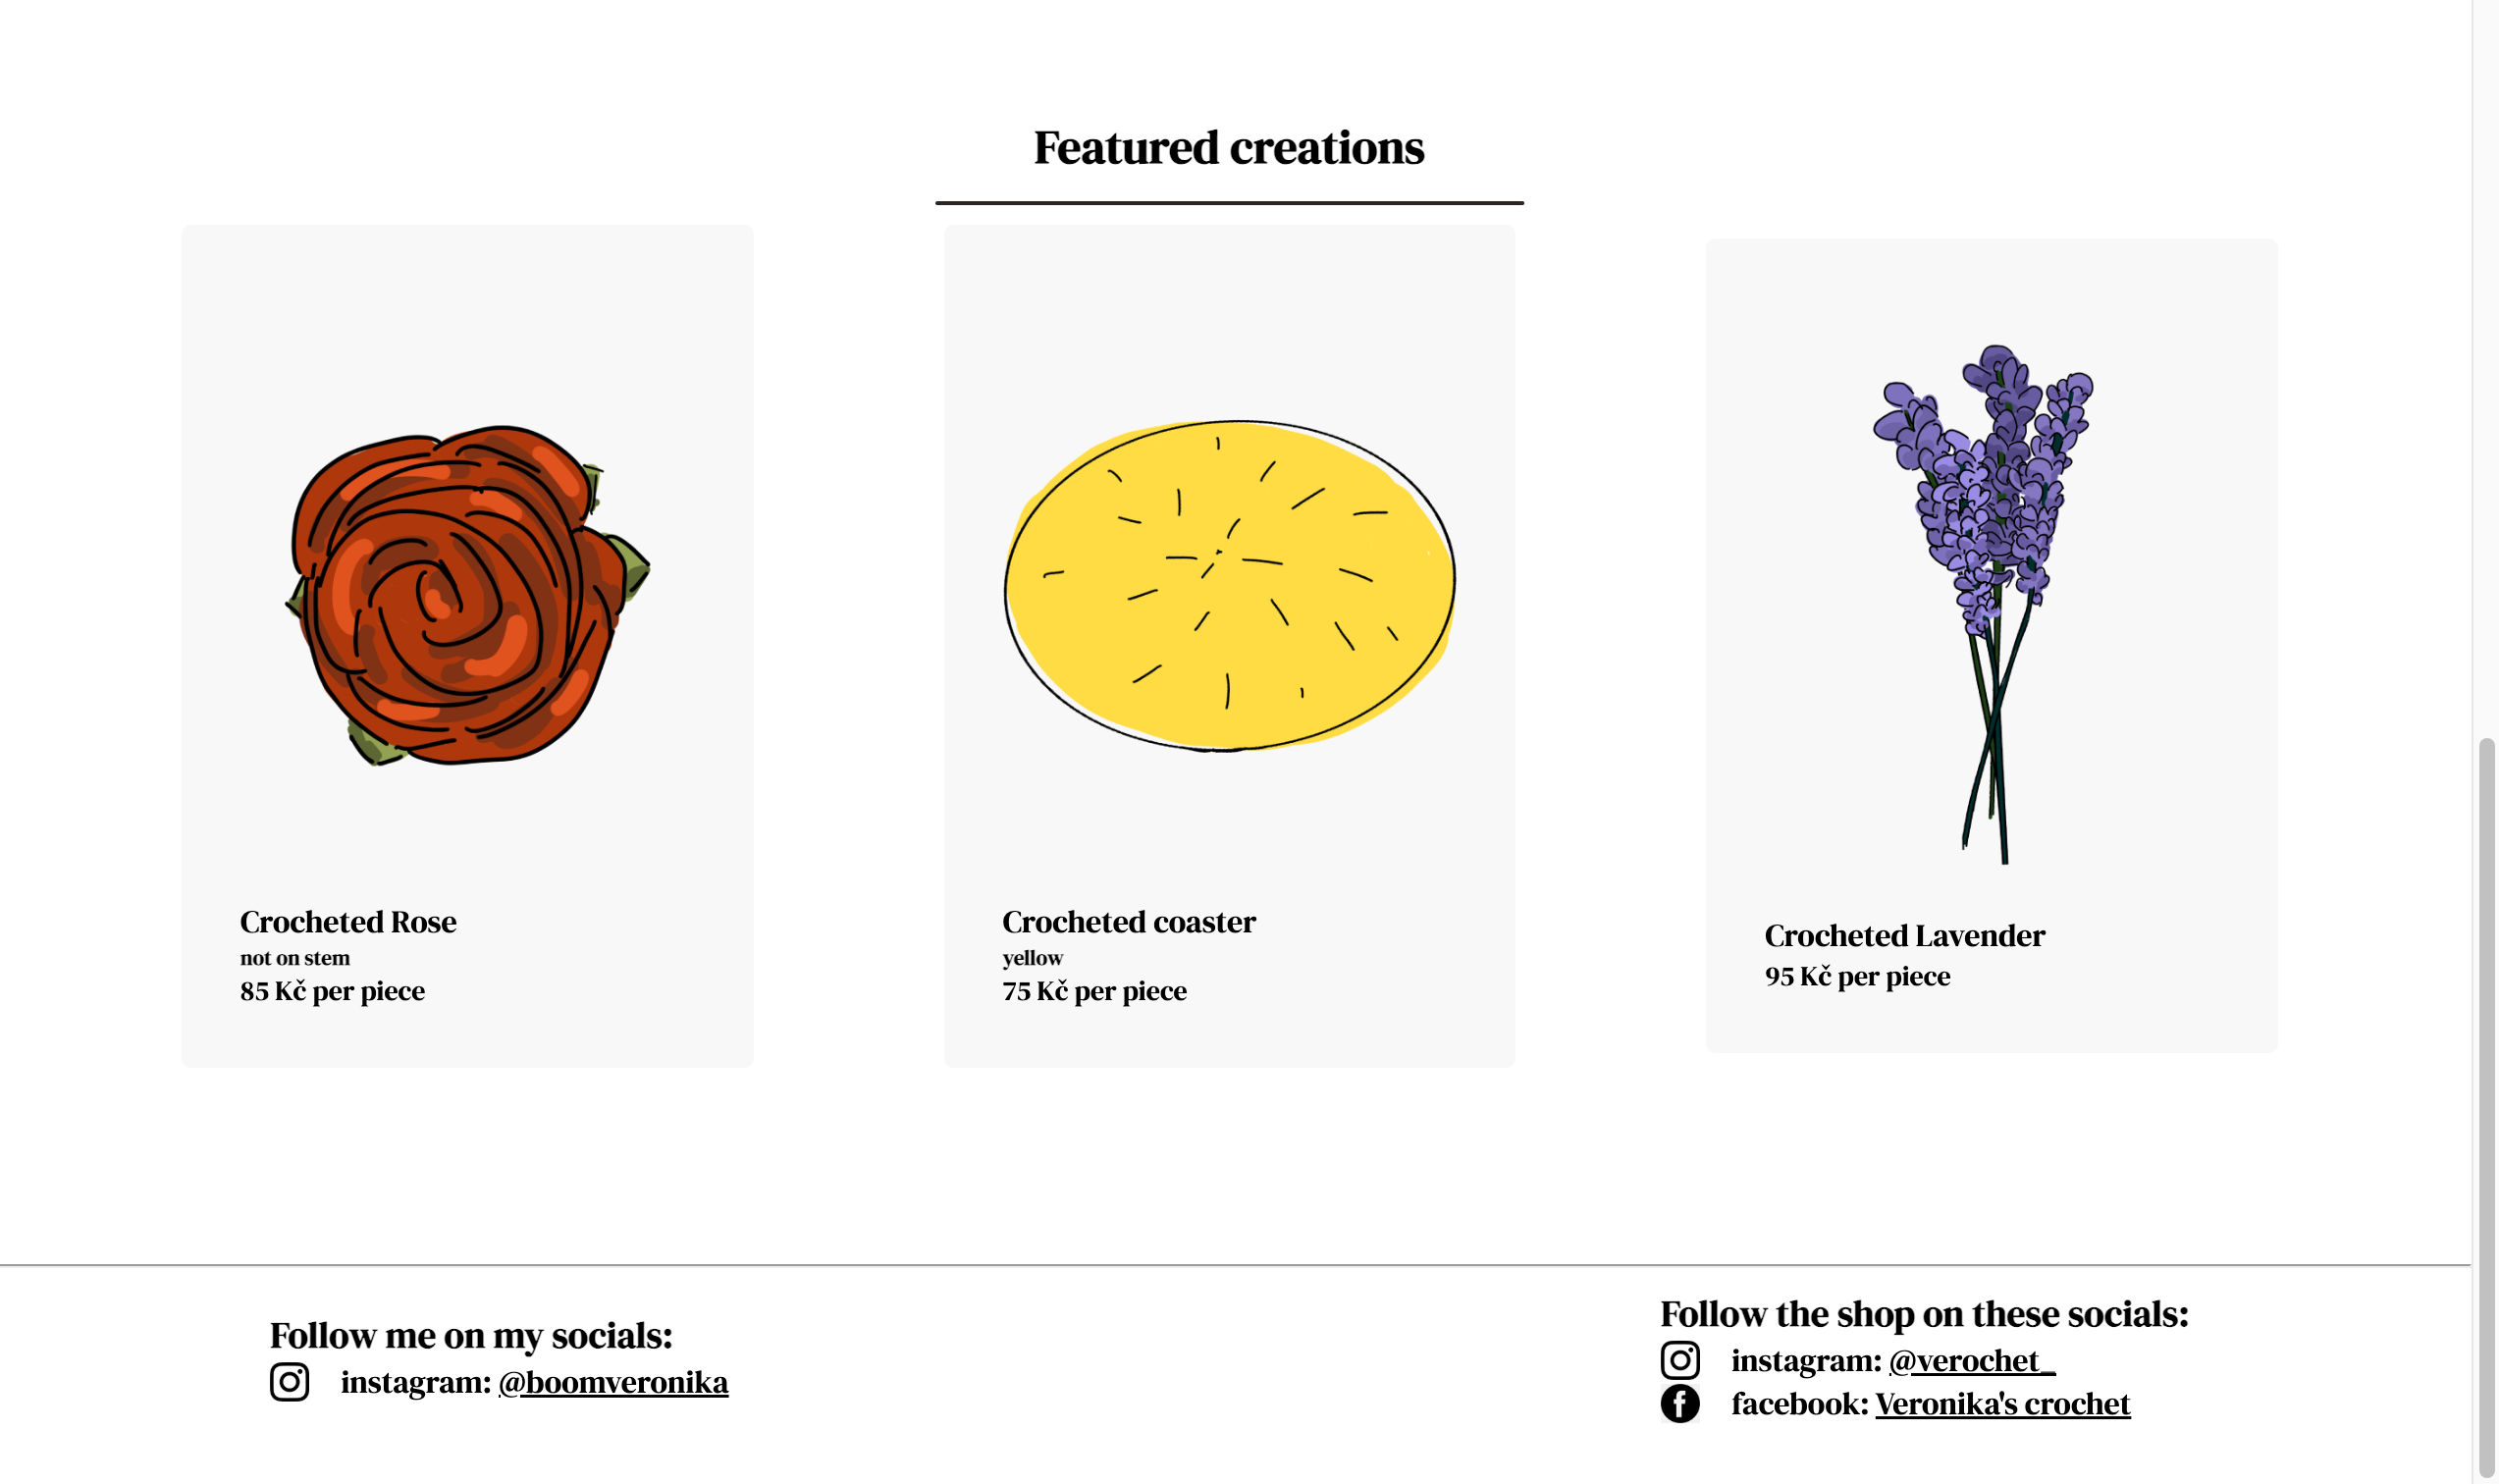 Featured creations
Crocheted Rose
not on stem
85 Kč per piece
Crocheted coaster
yellow
75 Kč per piece
Crocheted Lavender
95 Kč per piece
Follow me on my socials:
instagram: @boomveronika
Follow the shop on these socials:
instagram: @verochet_
facebook: Veronika's crochet